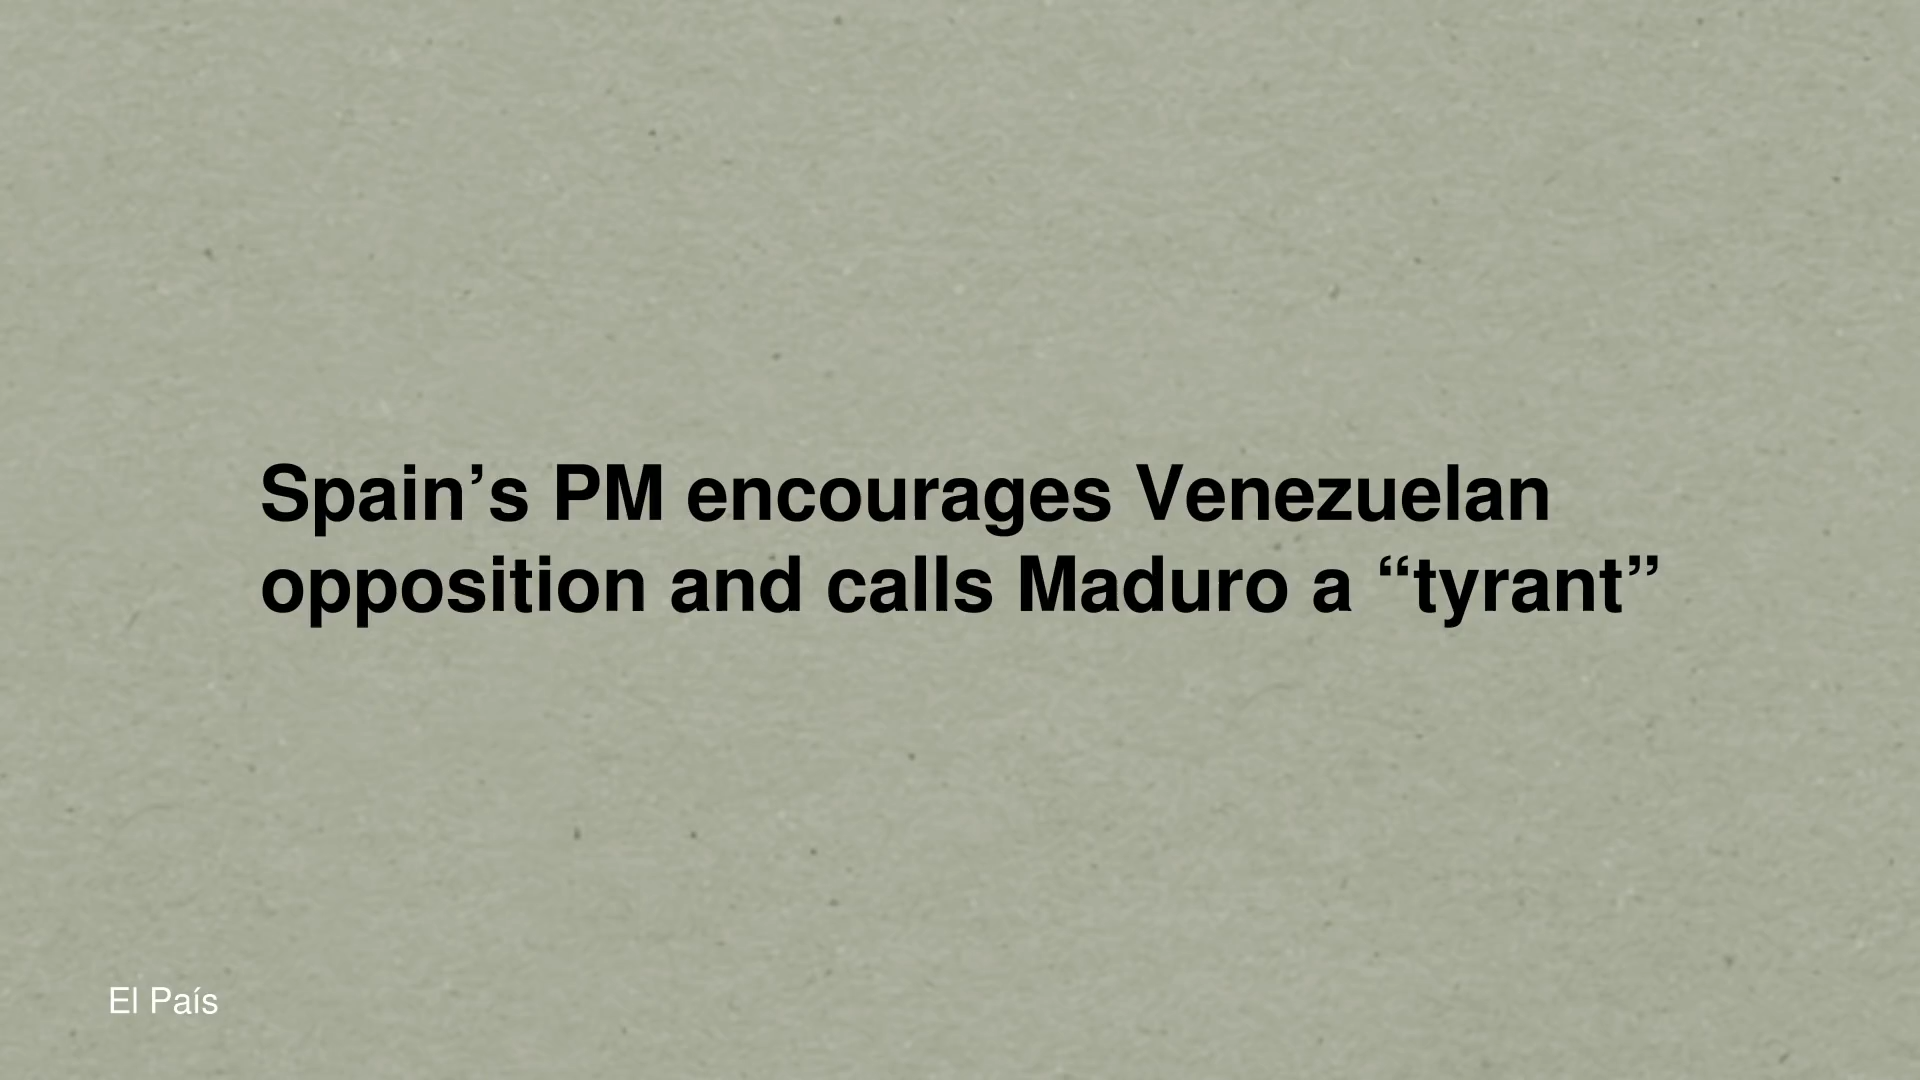 Spain’s PM encourages Venezuelan
opposition and calls Maduro a “tyrant”
El País